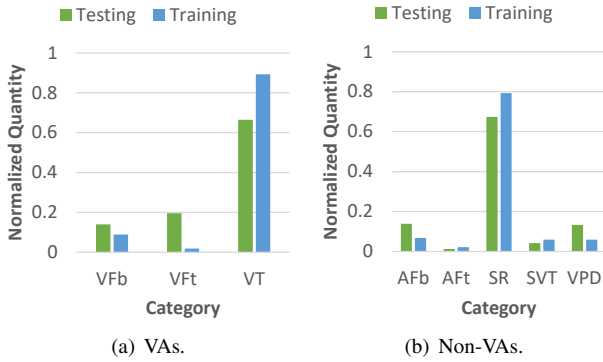 Testing Training
Normalized Quantity
1
0.8
0.6
0.4
0.2
0
VFb VFt VT
Category
(a) VAs.
Testing Training
Normalized Quantity
1
0.8
0.6
0.4
0.2
0
AFb AFt SR SVT VPD
Category
(b) Non-VAs.